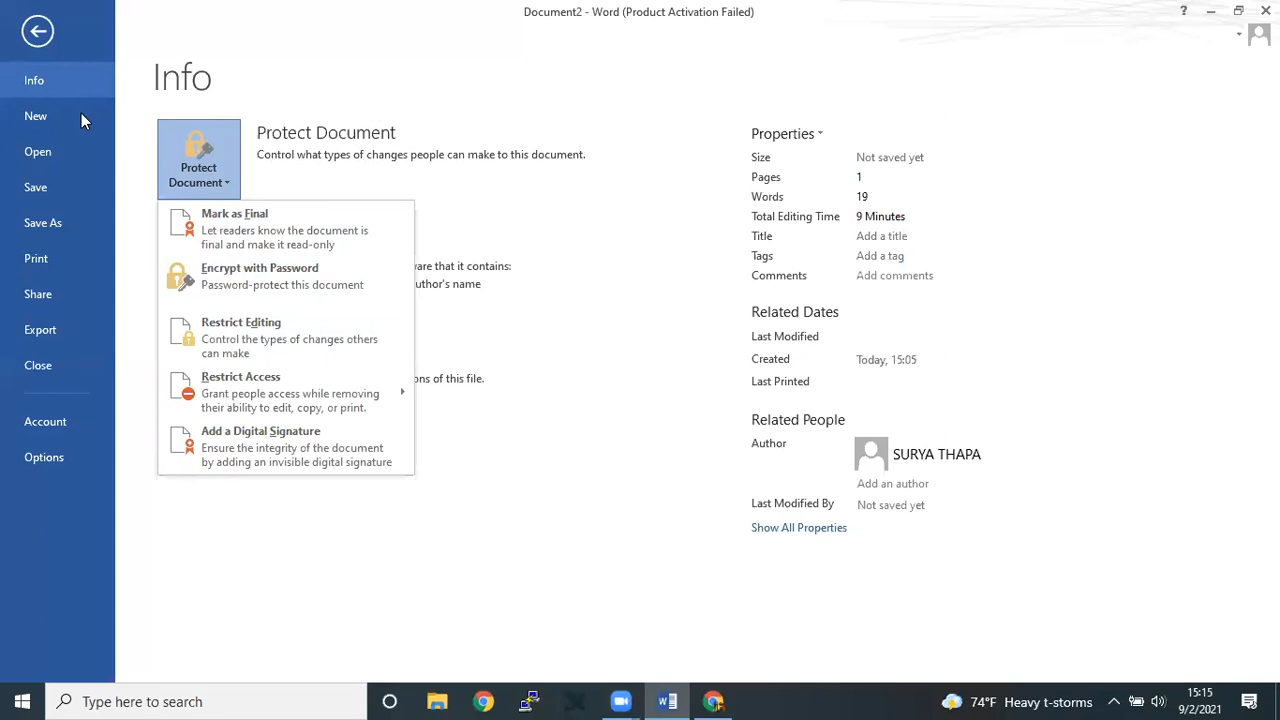 Document2 - Word (Product Activation Failed)
?
Info
New
Open
Save
Save As
Print
Share
Export
Close
Account
Options
Info
Protect
Document
Protect Document
Control what types of changes people can make to this document.
Mark as Final
Let readers know the document is
final and make it read-only
Encrypt with Password
Password-protect this document
Restrict Editing
Control the types of changes others
can make
Restrict Access
Grant people access while removing
their ability to edit, copy, or print.
Add a Digital Signature
Ensure the integrity of the document
by adding an invisible digital signature
that it contains:
name
of this file.
Properties
Size Not saved yet
Pages 1
Words 19
Total Editing Time 9 Minutes
Title Add a title
Tags Add a tag
Comments Add comments
Related Dates
Last Modified
Created Today, 15:05
Last Printed
Related People
Author SURYA THAPA
Add an author
Last Modified By Not saved yet
Show All Properties
Type here to search
74°F Heavy t-storms
15:15
9/2/2021